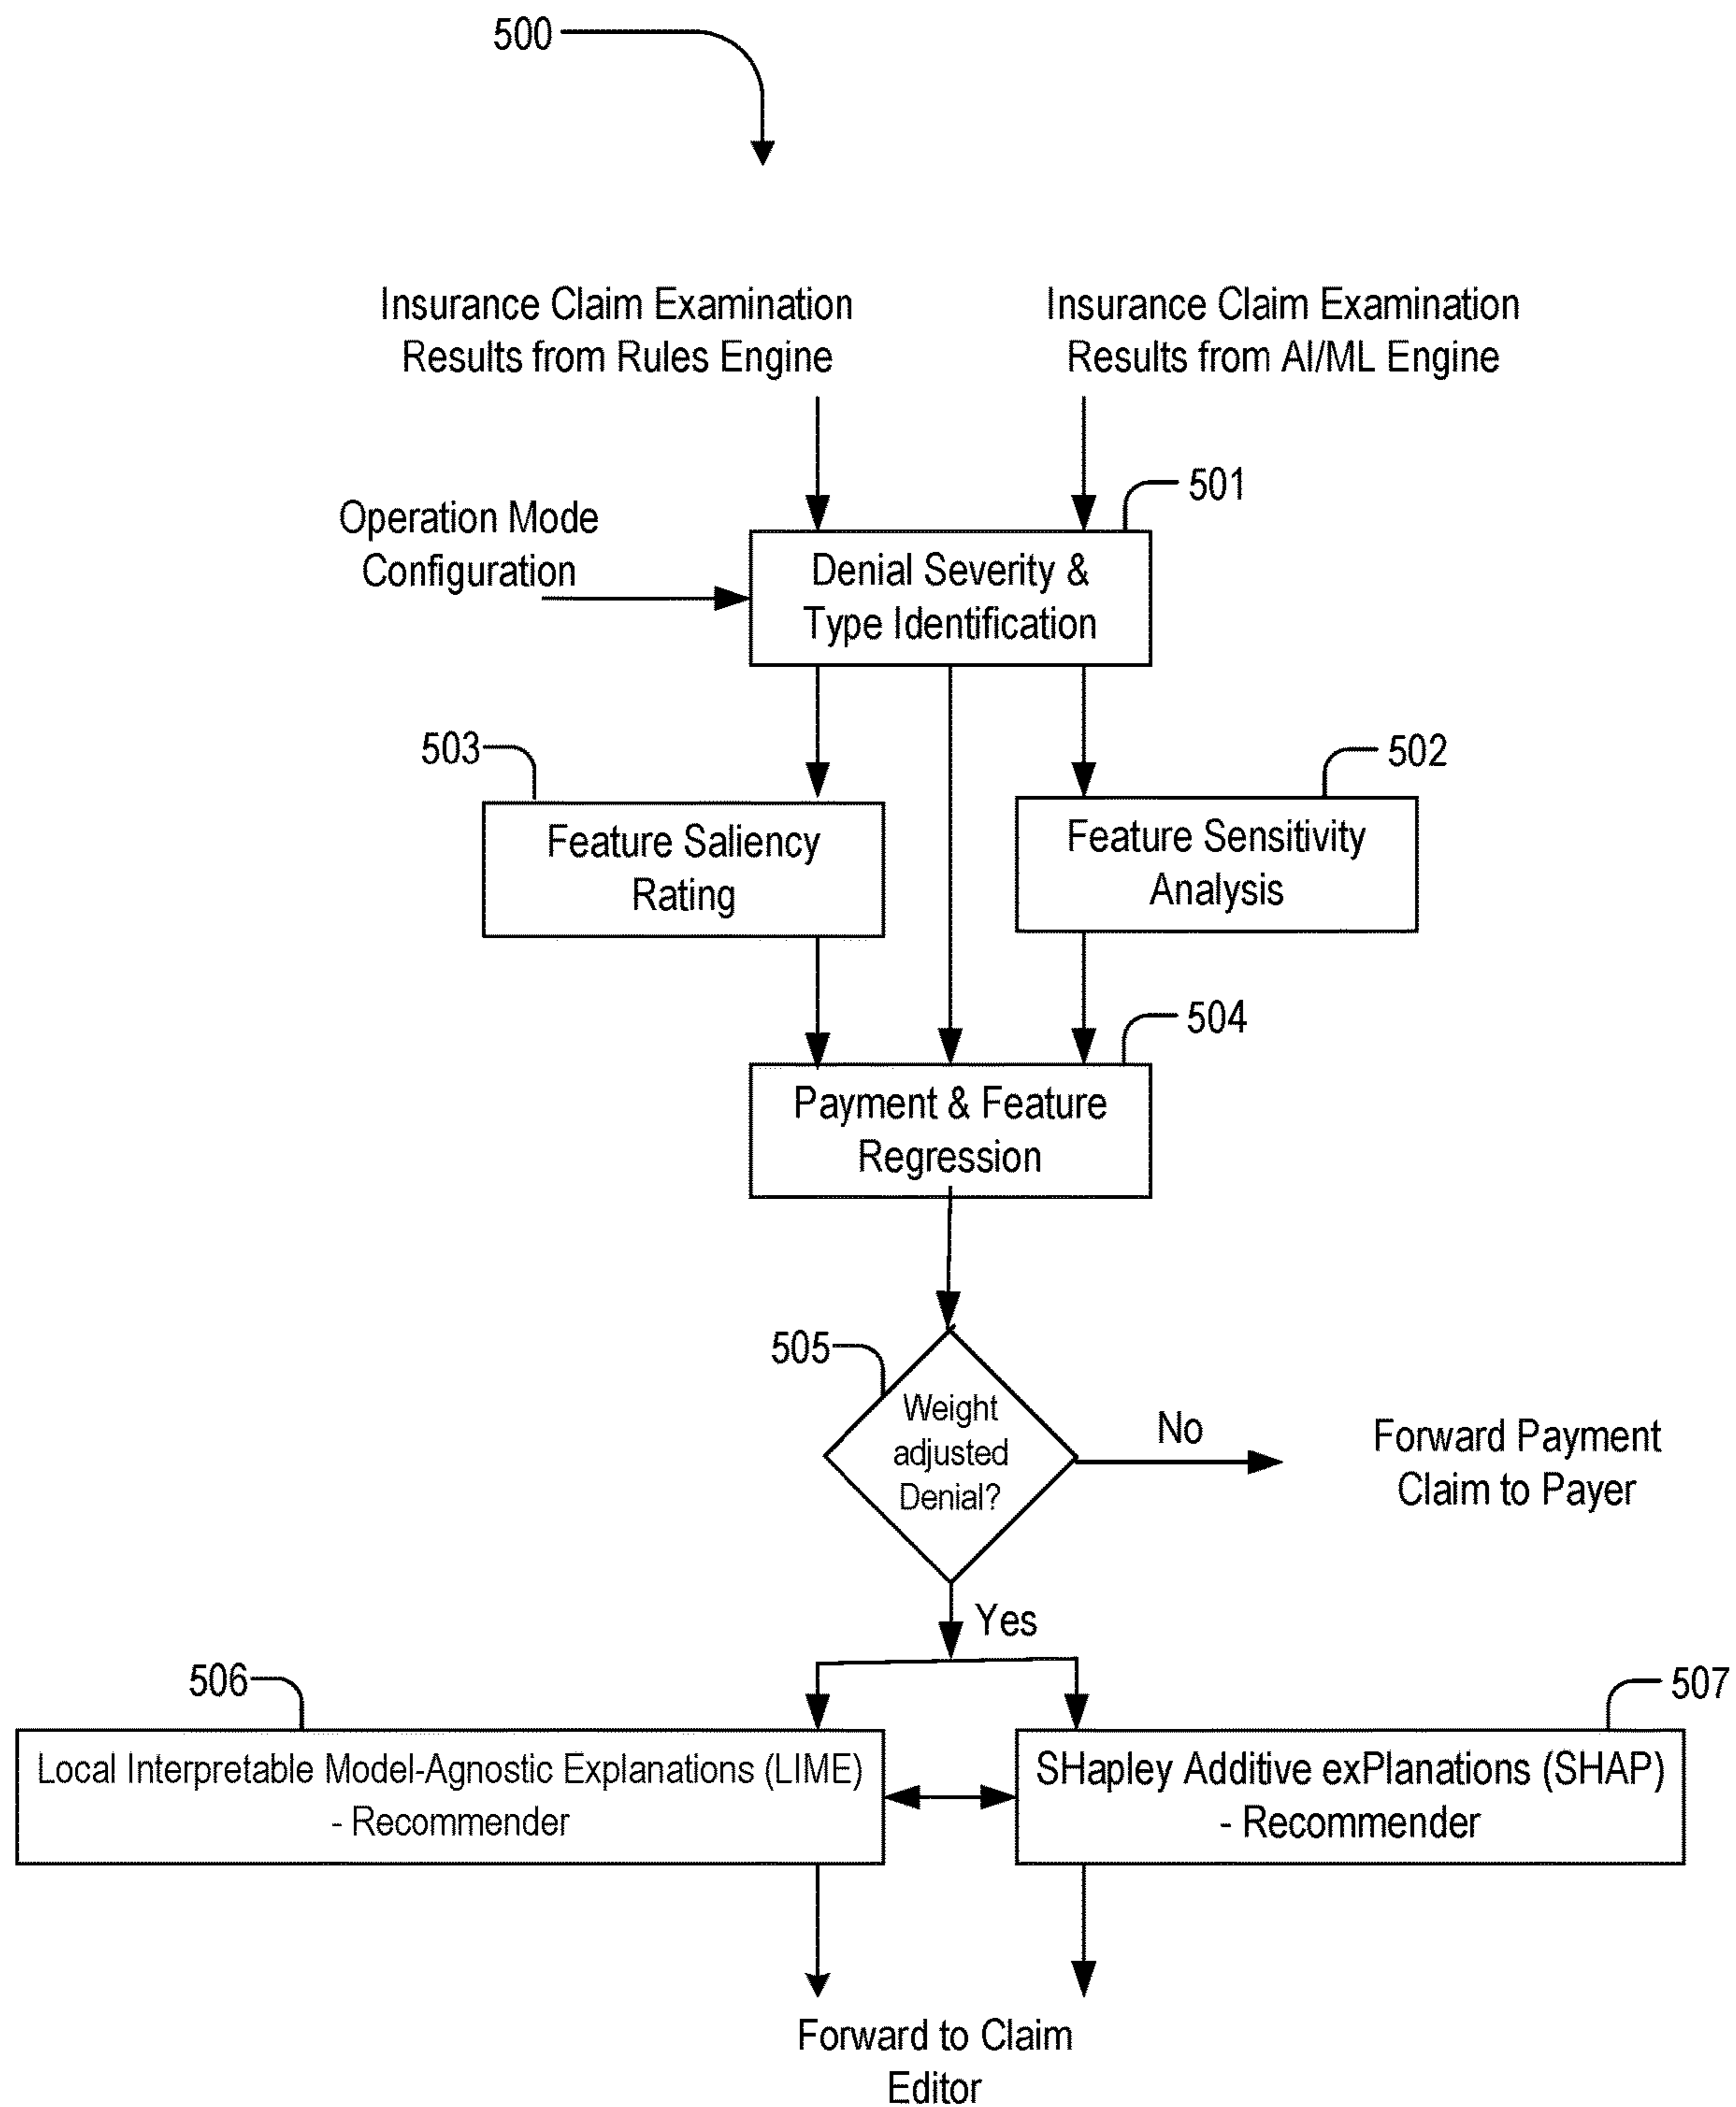 500
Insurance Claim Examination
Results from Rules Engine
Insurance Claim Examination
Results from AI/ML Engine
501
Operation Mode
Configuration
Denial Severity &
Type Identification
503
502
Feature Saliency
Rating
Feature Sensitivity
Analysis
504
Payment & Feature
Regression
505
Weight
adjusted
Denial?
No
Forward Payment
Claim to Payer
Yes
506
507
Local Interpretable Model-Agnostic Explanations (LIME)
- Recommender
SHapley Additive exPlanations (SHAP)
- Recommender
Forward to Claim
Editor